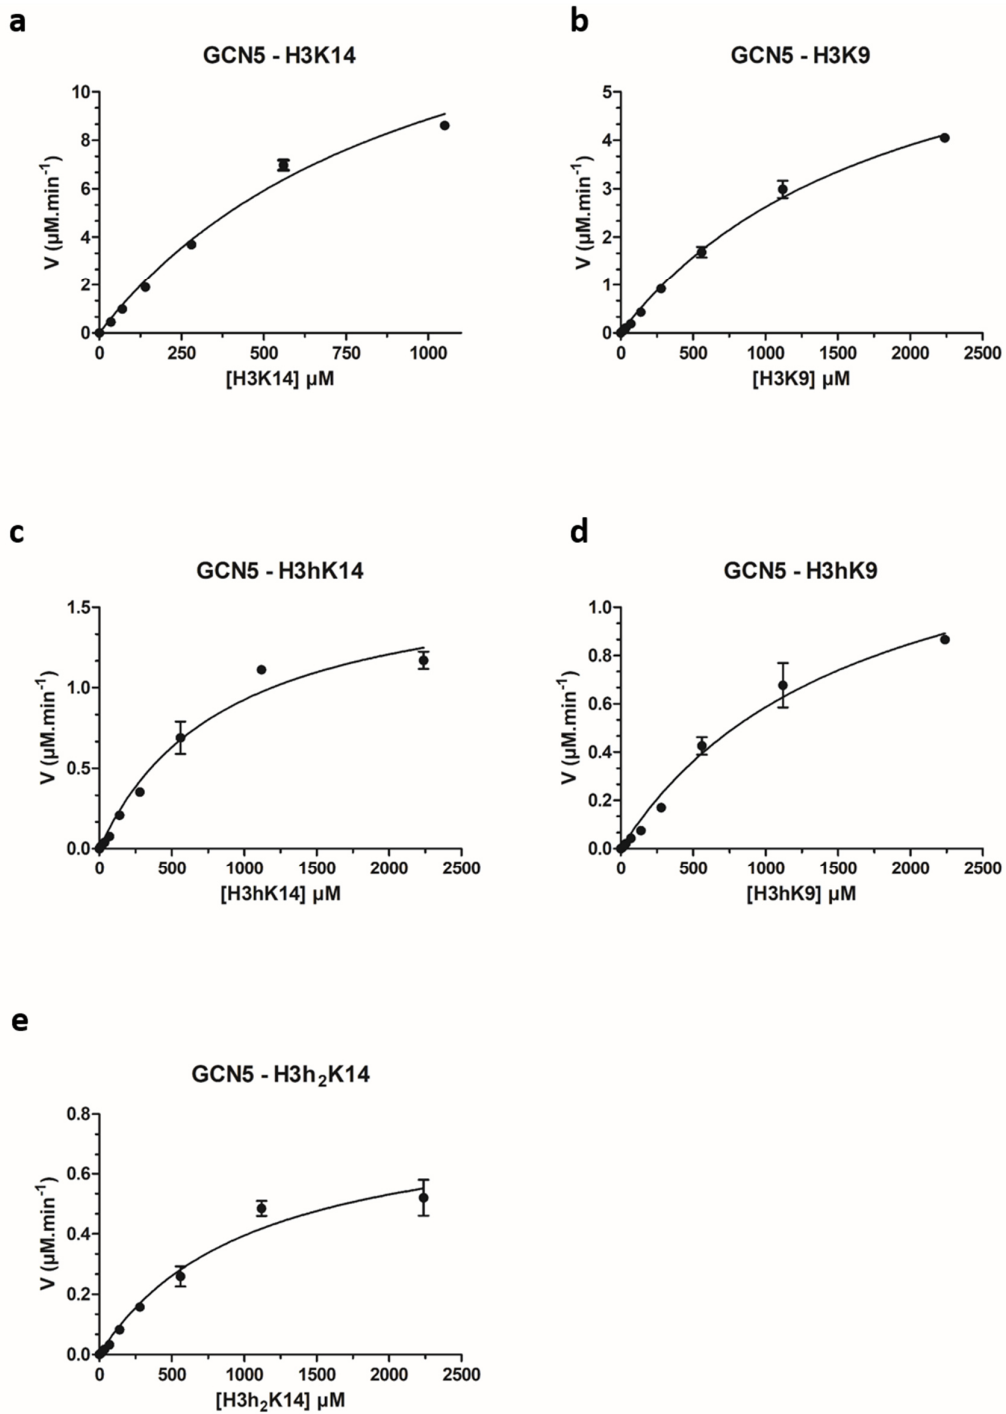 a
GCN5 - H3K14
10
8
6
4
2
0
V (µM.min⁻¹)
0 250 500 750 1000
[H3K14] µM
b
GCN5 - H3K9
5
4
3
2
1
0
V (µM.min⁻¹)
0 500 1000 1500 2000 2500
[H3K9] µM
c
GCN5 - H3hK14
1.5
1.0
0.5
0.0
V (µM.min⁻¹)
0 500 1000 1500 2000 2500
[H3hK14] µM
d
GCN5 - H3hK9
1.0
0.8
0.6
0.4
0.2
0.0
V (µM.min⁻¹)
0 500 1000 1500 2000 2500
[H3hK9] µM
e
GCN5 - H3h₂K14
0.8
0.6
0.4
0.2
0.0
V (µM.min⁻¹)
0 500 1000 1500 2000 2500
[H3h₂K14] µM